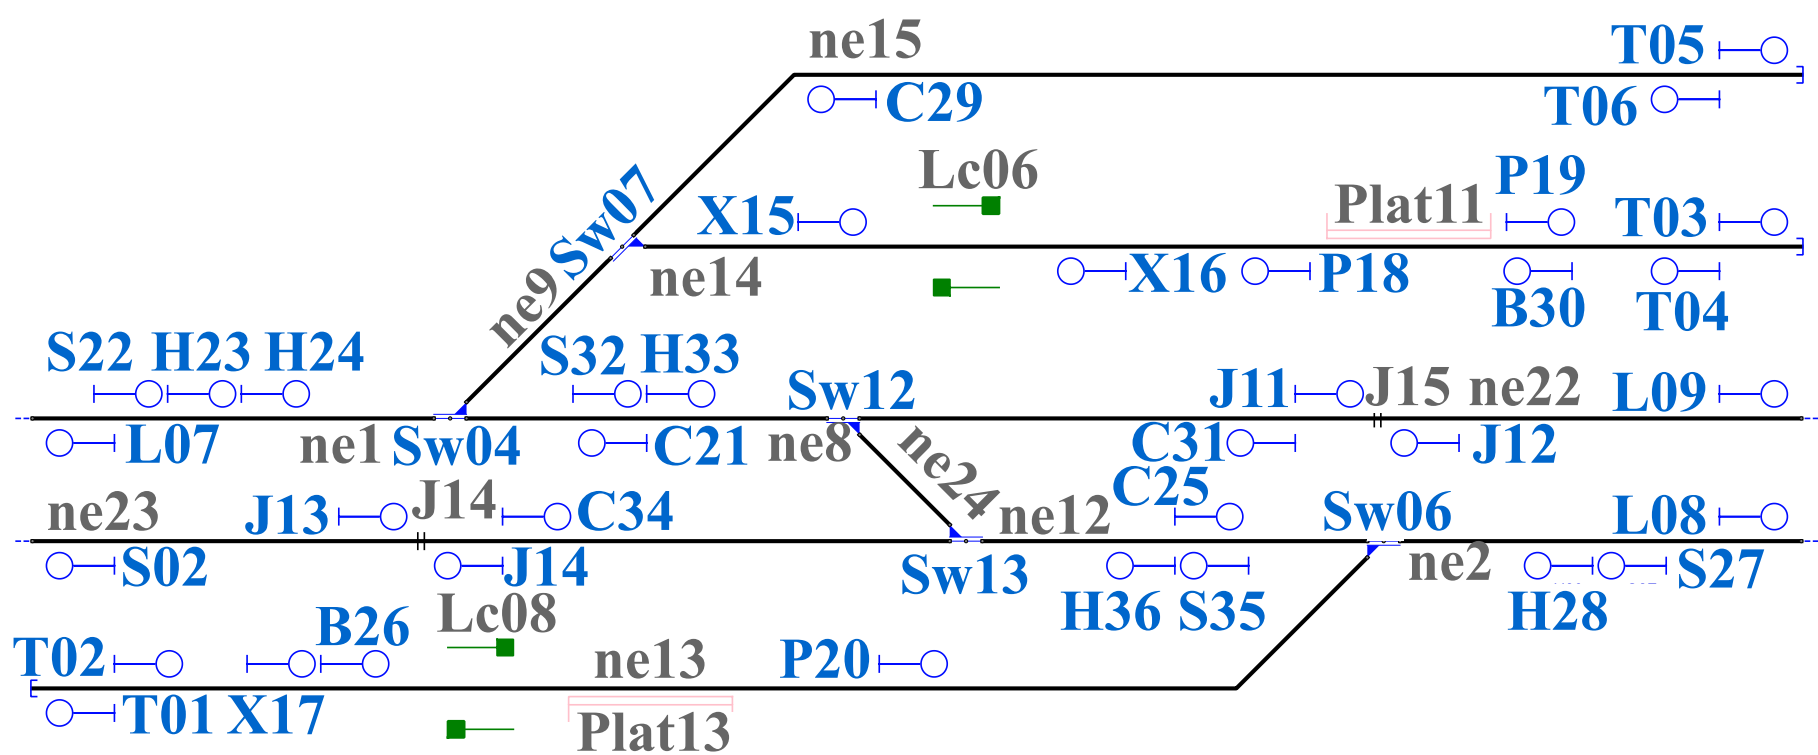 ne15
T05
C29
T06
Lc06
P19
Sw07
X15
Plat11
T03
ne14
X16
P18
ne9
B30
T04
S22 H23 H24
S32 H33
Sw12
J11
J15
ne22
L09
L07
ne1
Sw04
C21
ne8
ne24
C31
J12
C25
ne23
J13
J14
C34
ne12
Sw06
L08
S02
J14
Sw13
ne2
S27
Lc08
H36
S35
H28
B26
T02
ne13
P20
T01
X17
Plat13